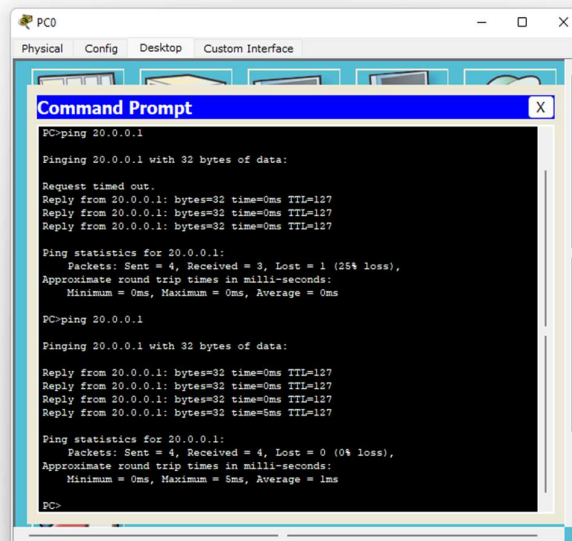 PC0
Physical Config Desktop Custom Interface
Command Prompt X
PC>ping 20.0.0.1
Pinging 20.0.0.1 with 32 bytes of data:
Request timed out.
Reply from 20.0.0.1: bytes=32 time=0ms TTL=127
Reply from 20.0.0.1: bytes=32 time=0ms TTL=127
Reply from 20.0.0.1: bytes=32 time=0ms TTL=127
Ping statistics for 20.0.0.1:
Packets: Sent = 4, Received = 3, Lost = 1 (25% loss),
Approximate round trip times in milli-seconds:
Minimum = 0ms, Maximum = 0ms, Average = 0ms
PC>ping 20.0.0.1
Pinging 20.0.0.1 with 32 bytes of data:
Reply from 20.0.0.1: bytes=32 time=0ms TTL=127
Reply from 20.0.0.1: bytes=32 time=0ms TTL=127
Reply from 20.0.0.1: bytes=32 time=0ms TTL=127
Reply from 20.0.0.1: bytes=32 time=5ms TTL=127
Ping statistics for 20.0.0.1:
Packets: Sent = 4, Received = 4, Lost = 0 (0% loss),
Approximate round trip times in milli-seconds:
Minimum = 0ms, Maximum = 5ms, Average = 1ms
PC>